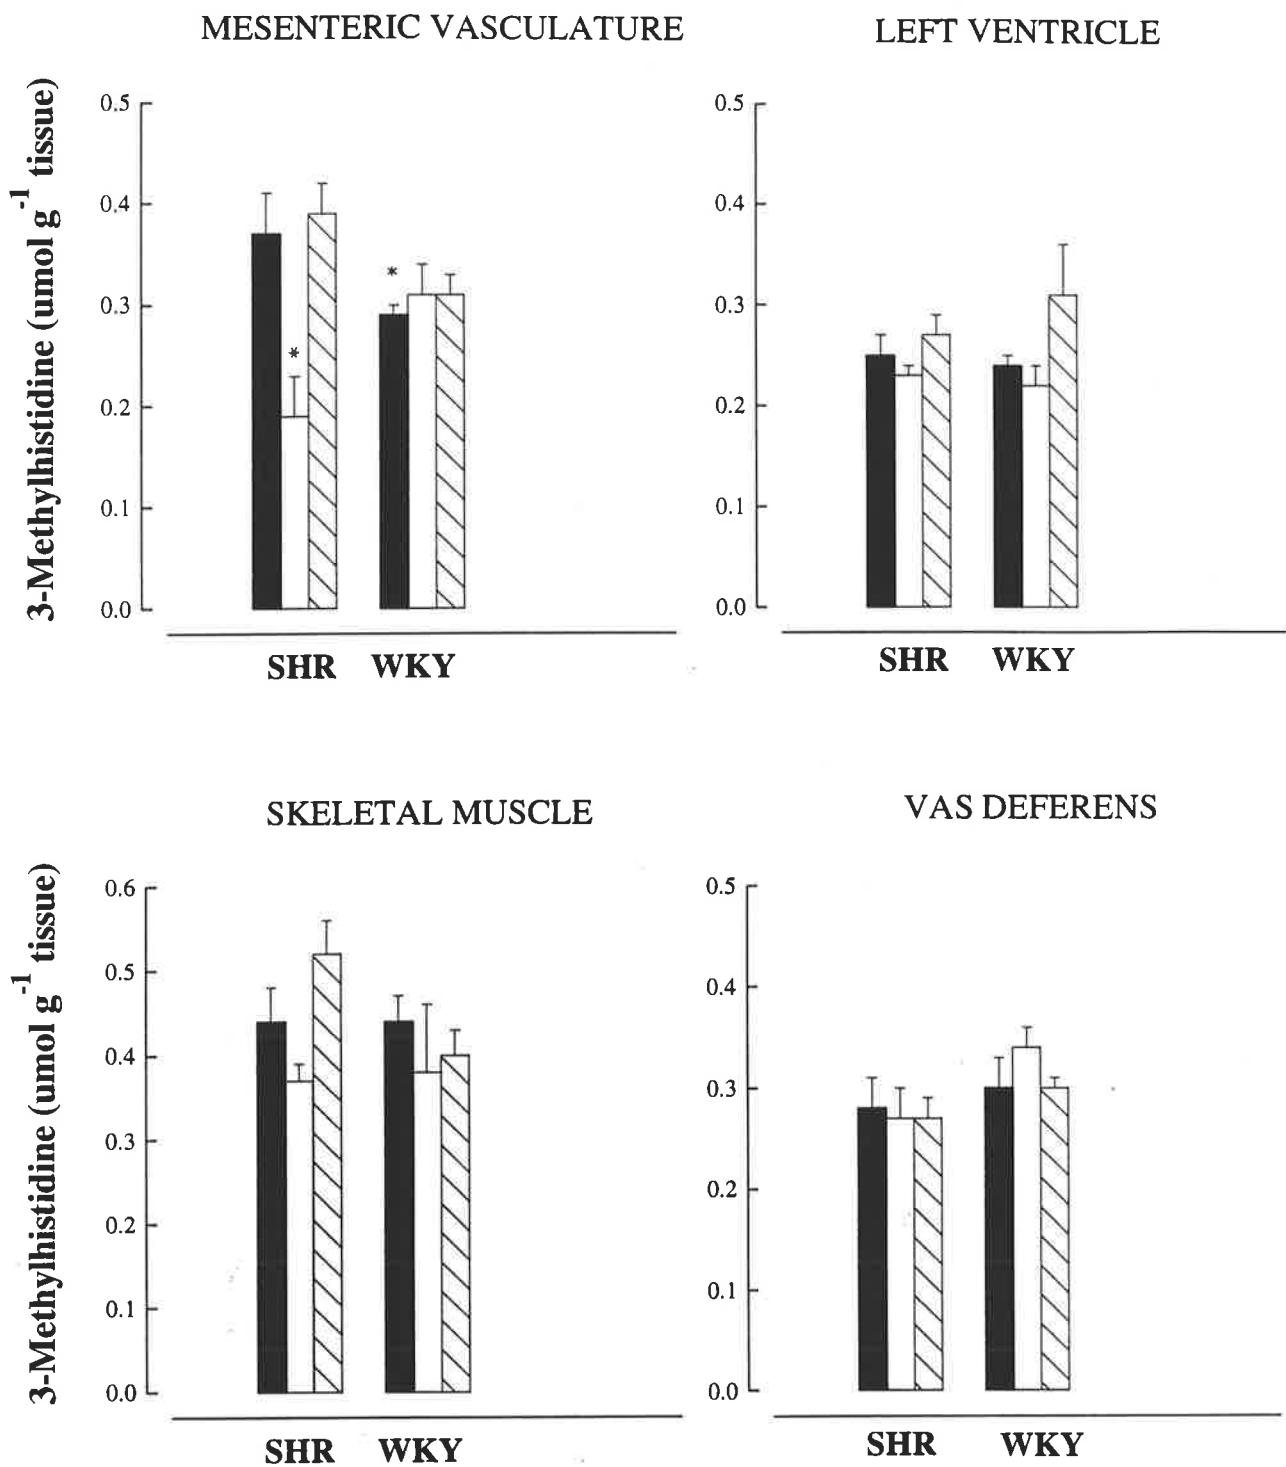 MESENTERIC VASCULATURE
3-Methylhistidine (umol g-1 tissue)
0.5
0.4
0.3
0.2
0.1
0.0
*
*
SHR WKY
LEFT VENTRICLE
0.5
0.4
0.3
0.2
0.1
0.0
SHR WKY
SKELETAL MUSCLE
3-Methylhistidine (umol g-1 tissue)
0.6
0.5
0.4
0.3
0.2
0.1
0.0
SHR WKY
VAS DEFERENS
0.5
0.4
0.3
0.2
0.1
0.0
SHR WKY